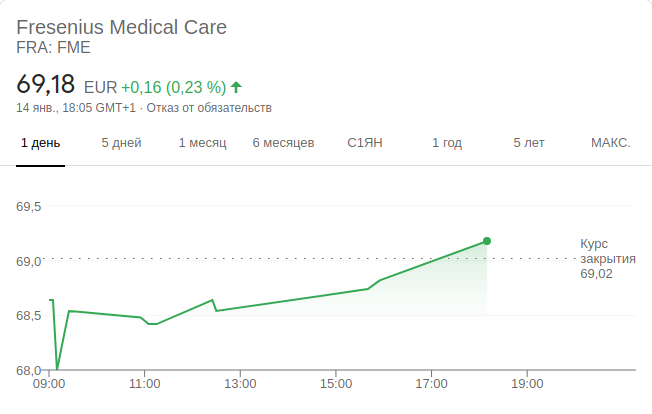 Fresenius Medical Care
FRA: FME
69,18 EUR +0,16 (0,23 %)
14 янв., 18:05 GMT+1 · Отказ от обязательств
1 день 5 дней 1 месяц 6 месяцев С1ЯН 1 год 5 лет МАКС.
69,5
69,0
68,5
68,0
Курс
закрытия
69,02
09:00 11:00 13:00 15:00 17:00 19:00